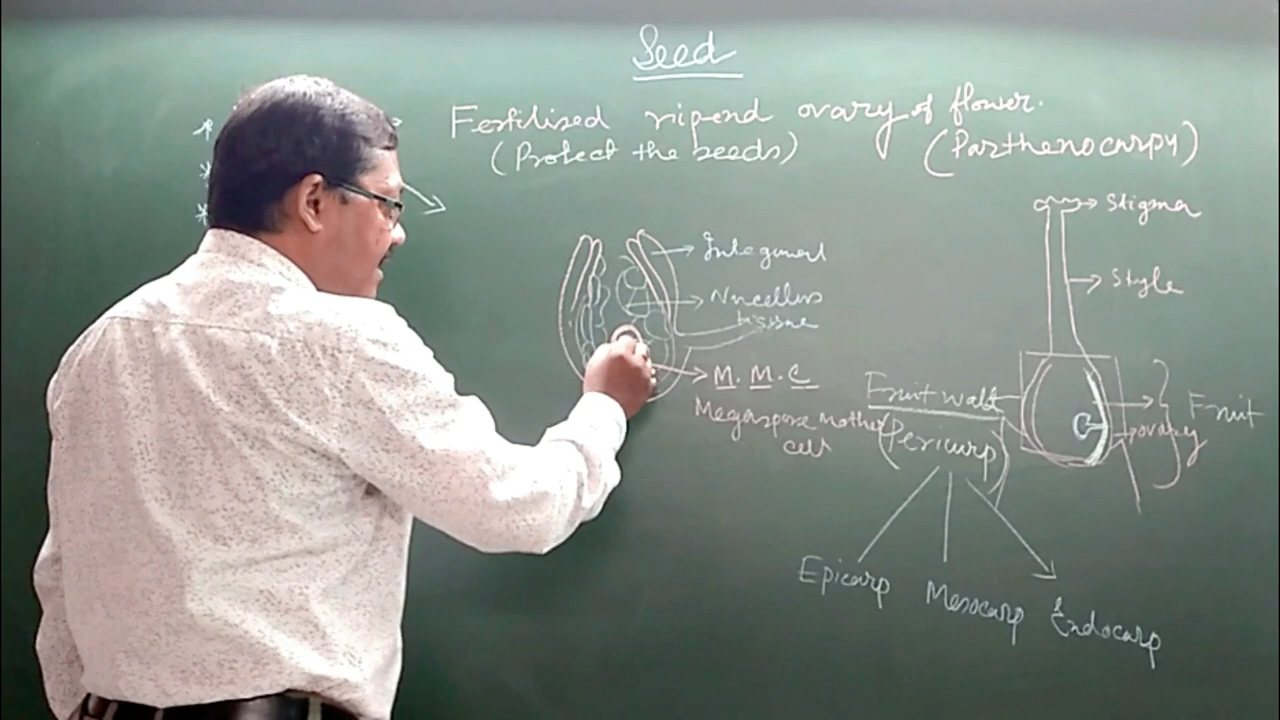 Seed
Fertilized ripend ovary of flower.
(Protect the seeds) (Parthenocarpy)
Stigma
Style
Integument
Nucellus
tissue
M. M. C
Megaspore mother
cell
Fruit wall
(Pericarp)
Fruit
ovary
Epicarp Mesocarp Endocarp